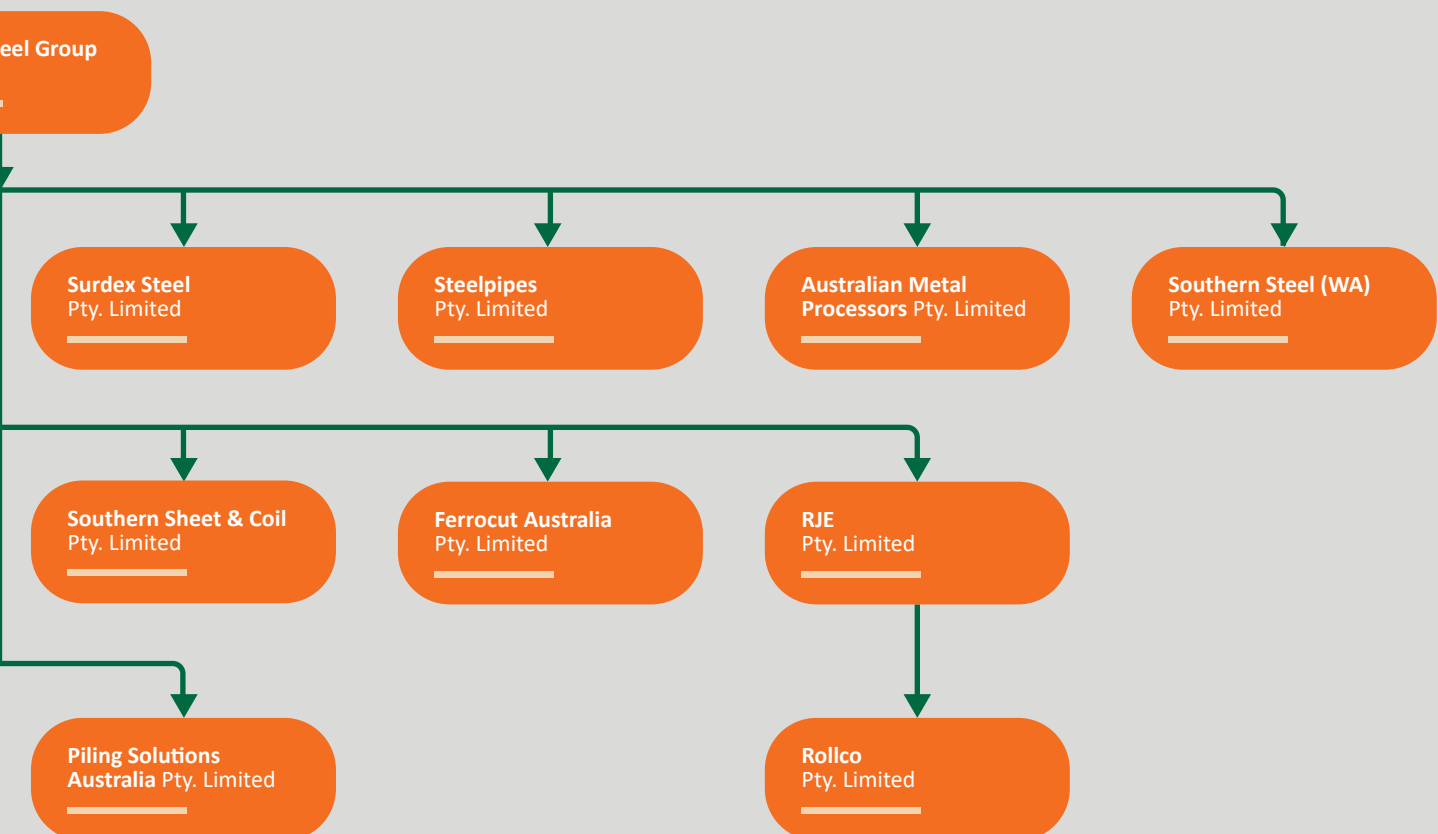 eel Group
Surdex Steel
Pty. Limited
Steelpipes
Pty. Limited
Australian Metal
Processors Pty. Limited
Southern Steel (WA)
Pty. Limited
Southern Sheet & Coil
Pty. Limited
Ferrocut Australia
Pty. Limited
RJE
Pty. Limited
Piling Solutions
Australia Pty. Limited
Rollco
Pty. Limited